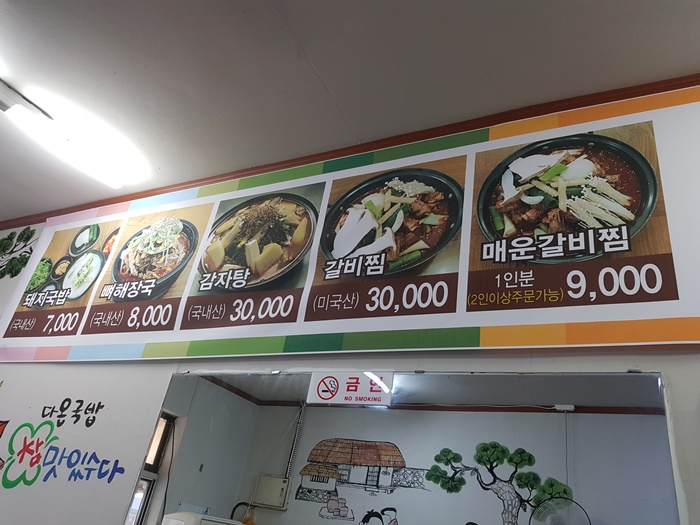 돼지국밥
(국내산) 7,000
뼈해장국
(국내산) 8,000
감자탕
(국내산) 30,000
갈비찜
(미국산) 30,000
매운갈비찜
1인분
(2인이상주문가능) 9,000
금연
NO SMOKING
다온국밥
참
맛있수다